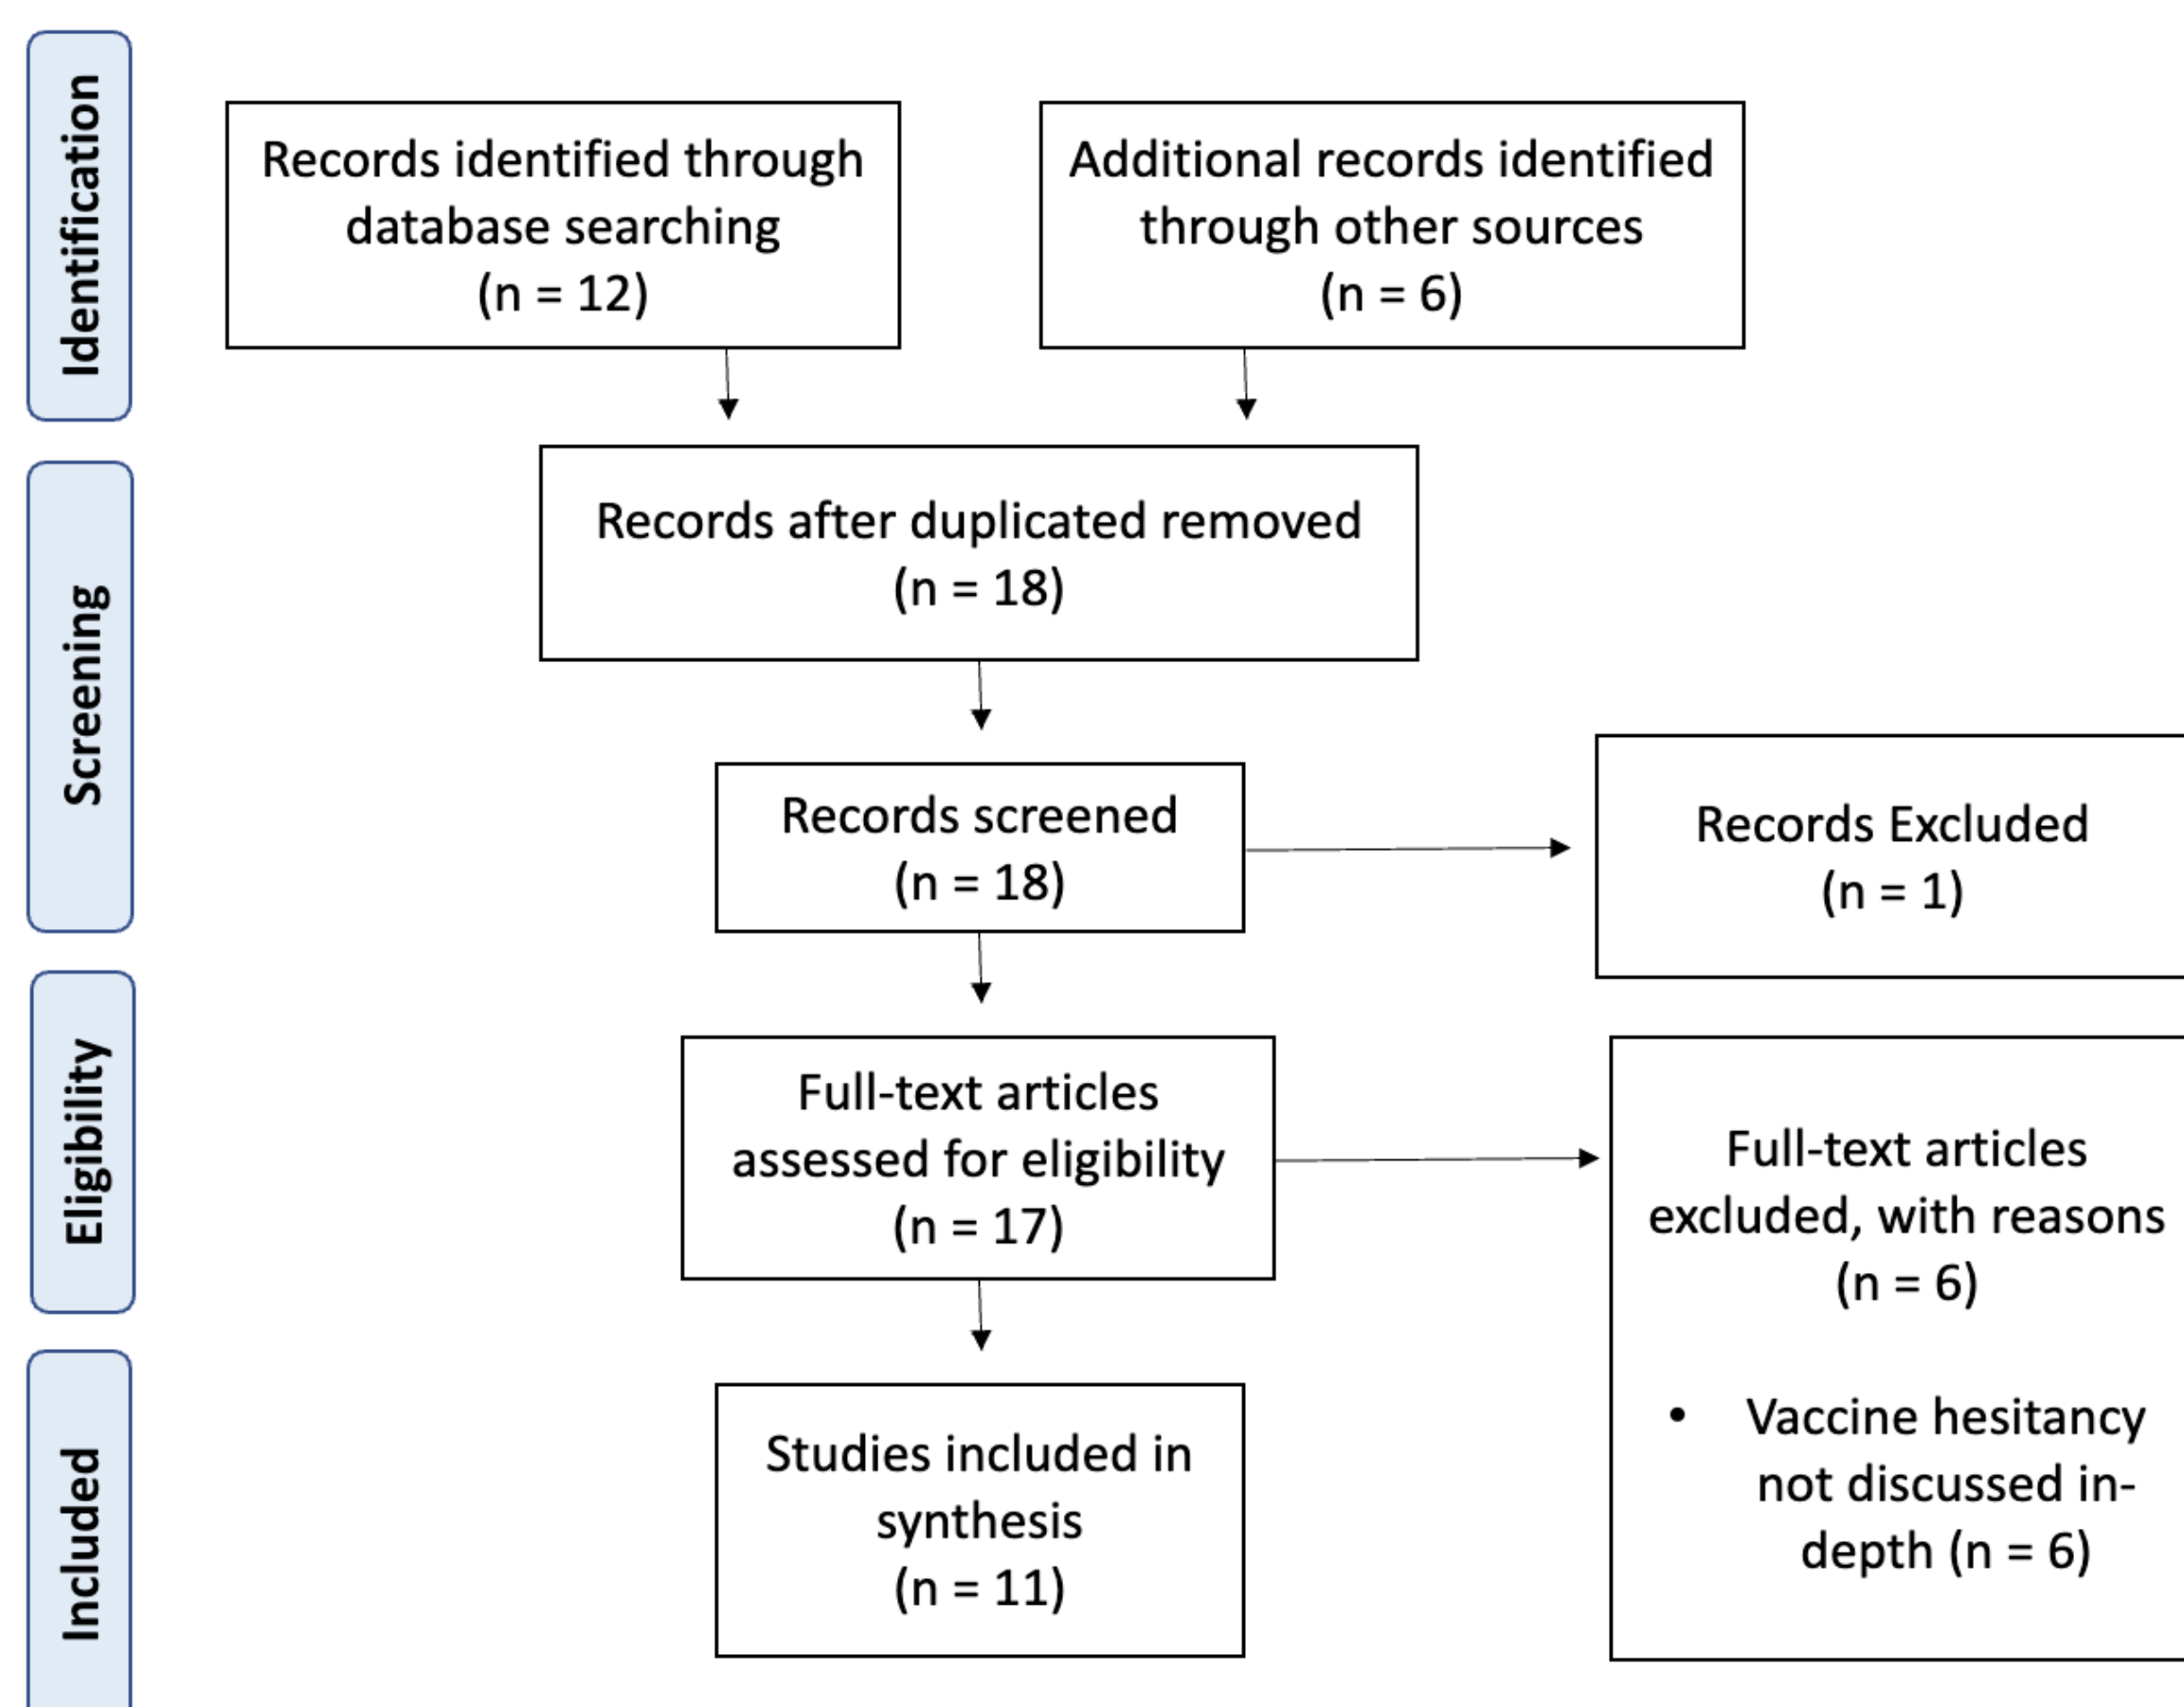 Identification
Records identified through
database searching
(n = 12)
Additional records identified
through other sources
(n = 6)
Screening
Records after duplicated removed
(n = 18)
Records screened
(n = 18)
Records Excluded
(n = 1)
Eligibility
Full-text articles
assessed for eligibility
(n = 17)
Full-text articles
excluded, with reasons
(n = 6)
• Vaccine hesitancy
not discussed in-
depth (n = 6)
Included
Studies included in
synthesis
(n = 11)